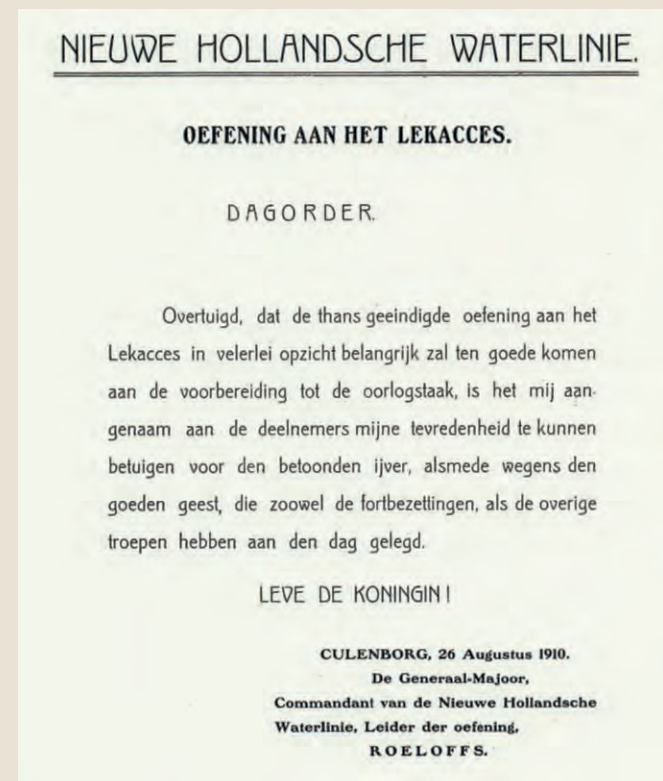 NIEUWE HOLLANDSCHE WATERLINIE.
OEFENING AAN HET LEKACCES.
DAGORDER.
Overtuigd, dat de thans geeindigde oefening aan het
Lekacces in velerlei opzicht belangrijk zal ten goede komen
aan de voorbereiding tot de oorlogstaak, is het mij aan-
genaam aan de deelnemers mijne tevredenheid te kunnen
betuigen voor den betoonden ijver, alsmede wegens den
goeden geest, die zoowel de fortbezettingen, als de overige
troepen hebben aan den dag gelegd.
LEVE DE KONINGIN!
CULENBORG, 26 Augustus 1910.
De Generaal-Majoor,
Commandant van de Nieuwe Hollandsche
Waterlinie, Leider der oefening,
ROELOFFS.